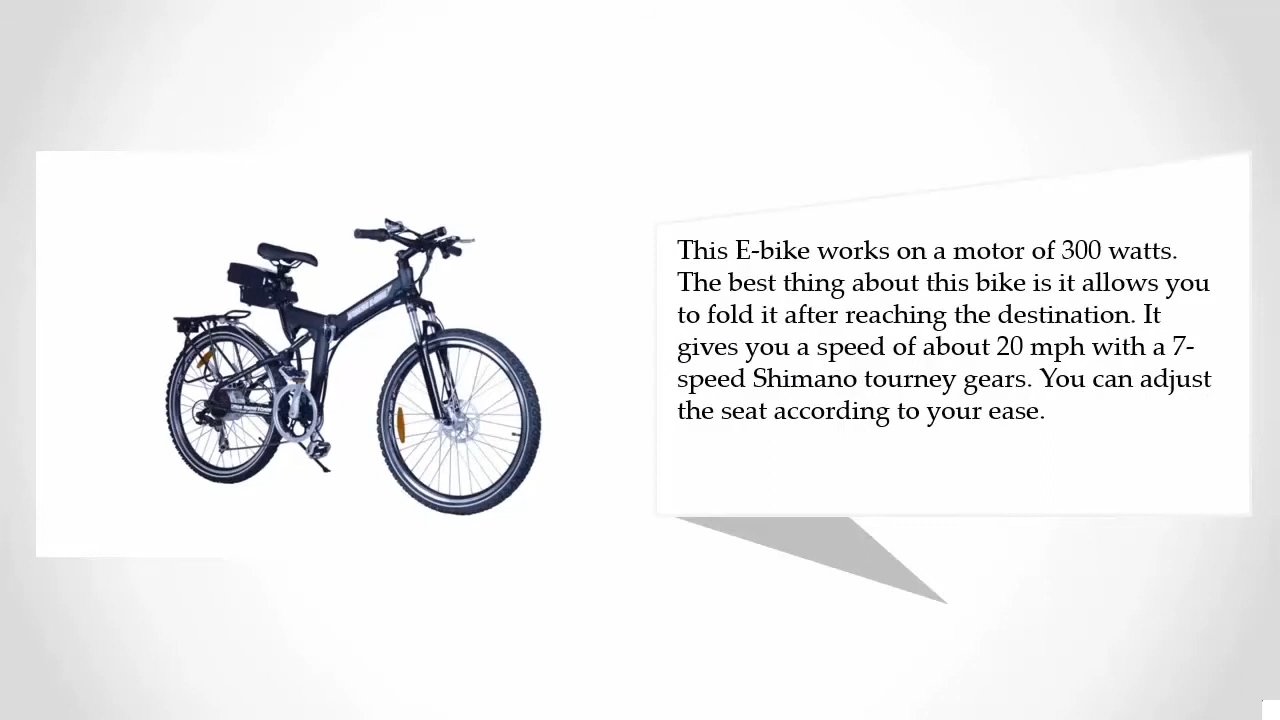 This E-bike works on a motor of 300 watts.
The best thing about this bike is it allows you
to fold it after reaching the destination. It
gives you a speed of about 20 mph with a 7-
speed Shimano tourney gears. You can adjust
the seat according to your ease.